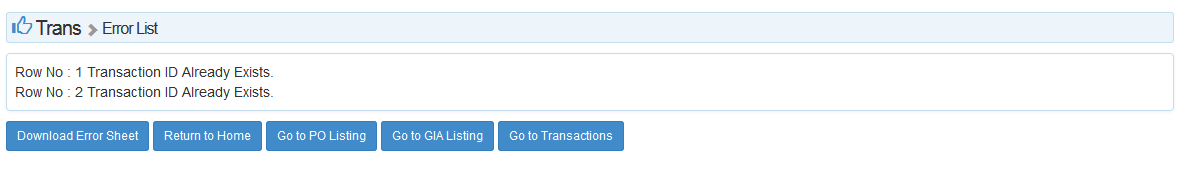 Trans Error List
Row No : 1 Transaction ID Already Exists.
Row No : 2 Transaction ID Already Exists.
Download Error Sheet Return to Home Go to PO Listing Go to GIA Listing Go to Transactions